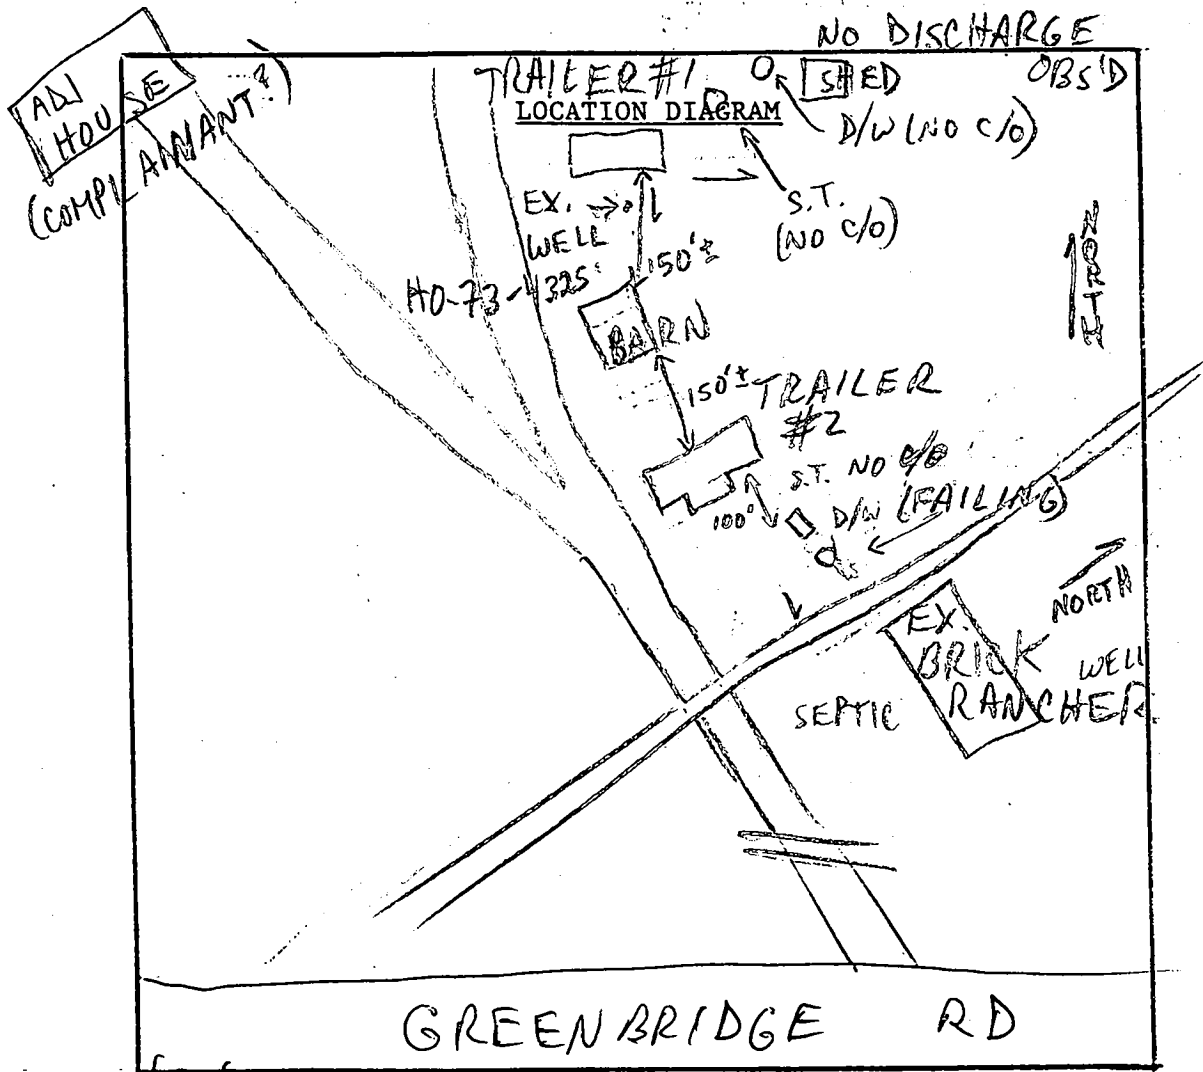 NO DISCHARGE
OBS'D
TRAILER #1
SHED
LOCATION DIAGRAM
D/W (NO C/O)
ADJ
HOUSE
(COMPLAINANT?)
EX.
WELL
HO-73-4325
S.T.
(NO C/O)
NORTH
150'±
BARN
150'±
TRAILER
#2
S.T. NO C/O
100'
D/W (FAILING)
NORTH
EX.
BRICK
RANCHER
WELL
SEPTIC
GREENBRIDGE RD